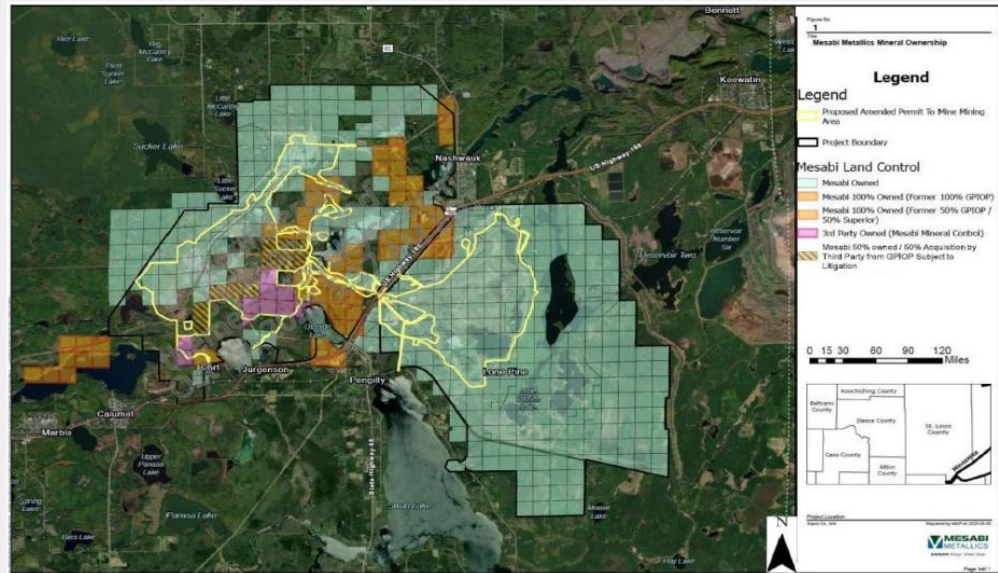 Figure No.
1
Title
Mesabi Metallics Mineral Ownership
Legend
Legend
Proposed Amended Permit To Mine Mining
Area
Project Boundary
Mesabi Land Control
Mesabi Owned
Mesabi 100% Owned (Former 100% GPIOP)
Mesabi 100% Owned (Former 50% GPIOP /
50% Superior)
3rd Party Owned (Mesabi Mineral Control)
Mesabi 50% owned / 50% Acquisition by
Third Party from GPIOP Subject to
Litigation
0 15 30 60 90 120
Miles
Koochiching County
Beltrami
County
Itasca County
St. Louis
County
Cass County
Aitkin
County
Project Location
MESABI
METALLICS
N
Bennett
Keewatin
Rice Lake
Big
McCarthy
Lake
Little
McCarthy
Lake
Sucker Lake
Little
Sucker
Lake
Nashwauk
US Highway 169
Reservoir
Number
Reservoir Two
Oxhide
Jurgenson
Pengilly
Lone Pine
Calumet
Marble
Upper
Panasa
Lake
Panasa Lake
State Highway 65
Swan Lake
Moose
Lake
Hay Lake